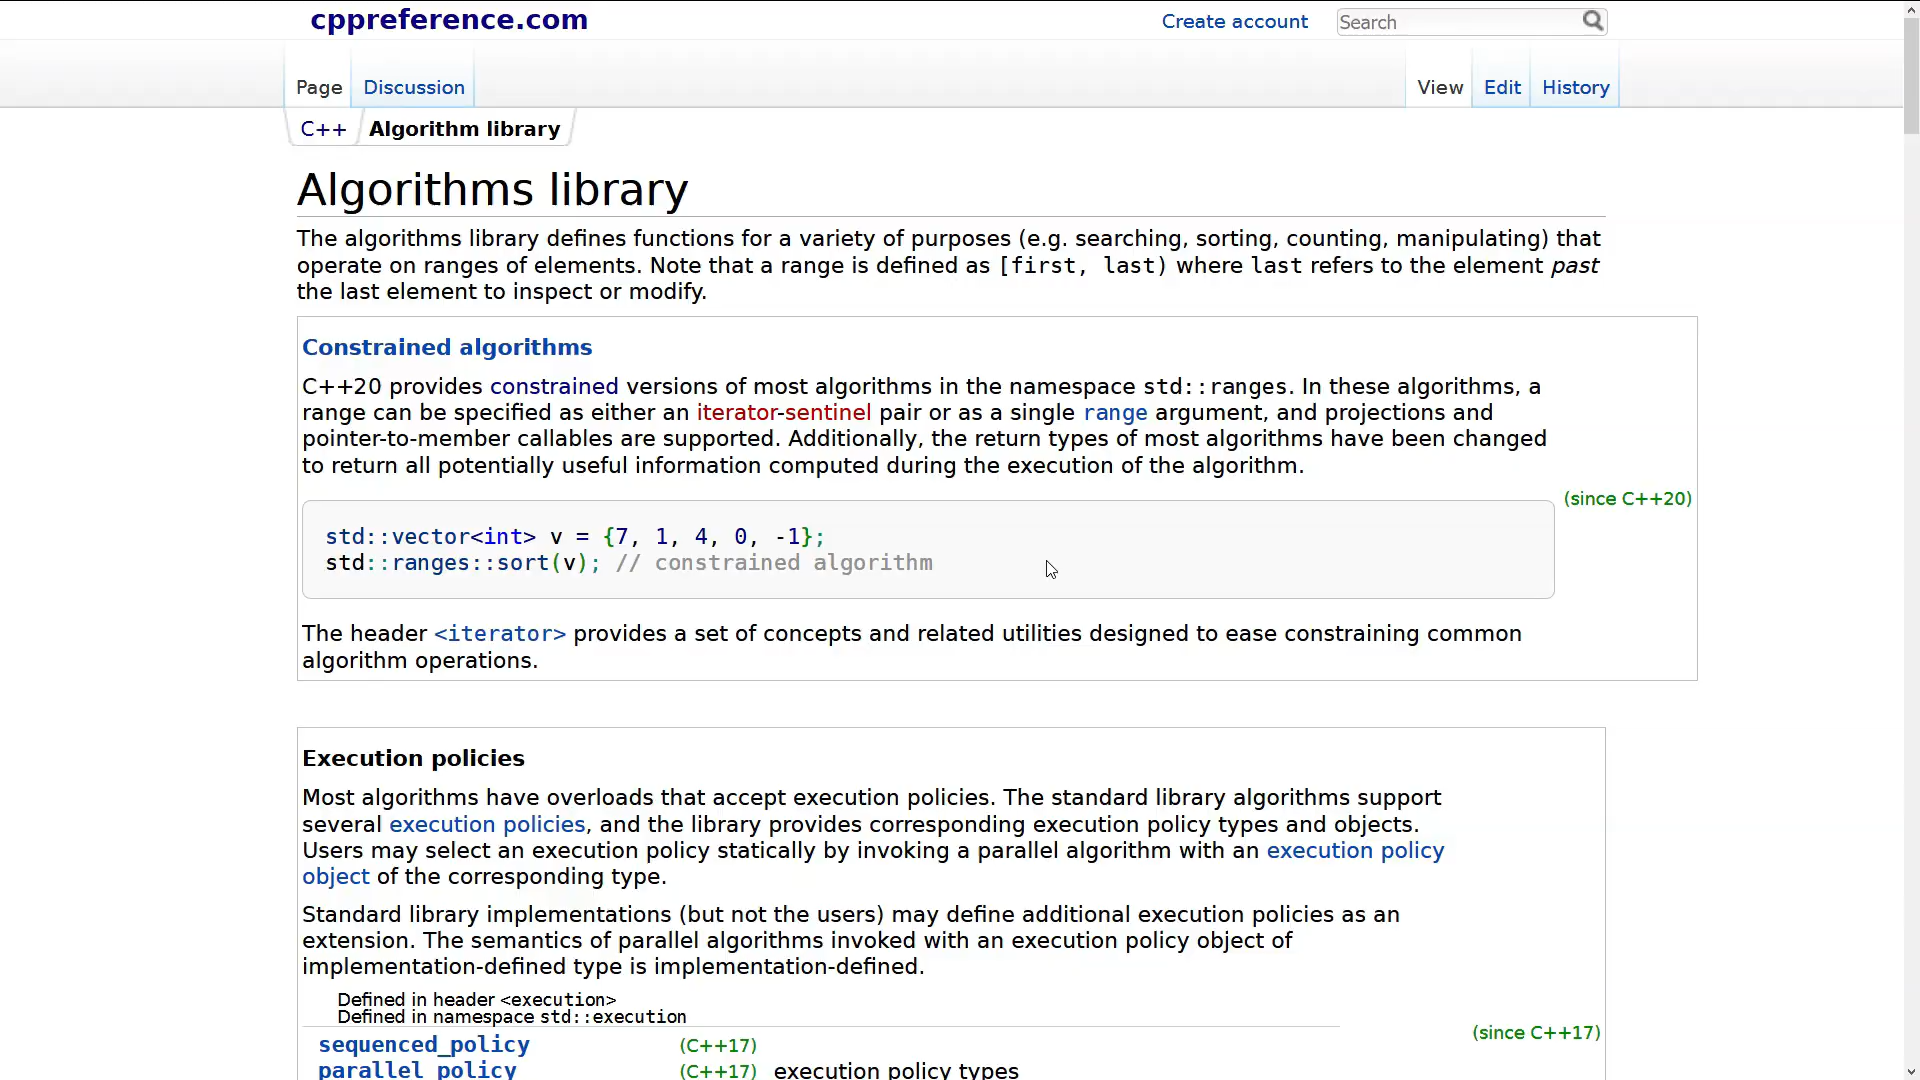 cppreference.com
Create account
Search
Page
Discussion
View
Edit
History
C++
Algorithm library
Algorithms library
The algorithms library defines functions for a variety of purposes (e.g. searching, sorting, counting, manipulating) that
operate on ranges of elements. Note that a range is defined as [first, last) where last refers to the element past
the last element to inspect or modify.
Constrained algorithms
C++20 provides constrained versions of most algorithms in the namespace std::ranges. In these algorithms, a
range can be specified as either an iterator-sentinel pair or as a single range argument, and projections and
pointer-to-member callables are supported. Additionally, the return types of most algorithms have been changed
to return all potentially useful information computed during the execution of the algorithm.
(since C++20)
std::vector<int> v = {7, 1, 4, 0, -1};
std::ranges::sort(v); // constrained algorithm
The header <iterator> provides a set of concepts and related utilities designed to ease constraining common
algorithm operations.
Execution policies
Most algorithms have overloads that accept execution policies. The standard library algorithms support
several execution policies, and the library provides corresponding execution policy types and objects.
Users may select an execution policy statically by invoking a parallel algorithm with an execution policy
object of the corresponding type.
Standard library implementations (but not the users) may define additional execution policies as an
extension. The semantics of parallel algorithms invoked with an execution policy object of
implementation-defined type is implementation-defined.
Defined in header <execution>
Defined in namespace std::execution
(since C++17)
sequenced_policy (C++17)
parallel_policy (C++17) execution policy types